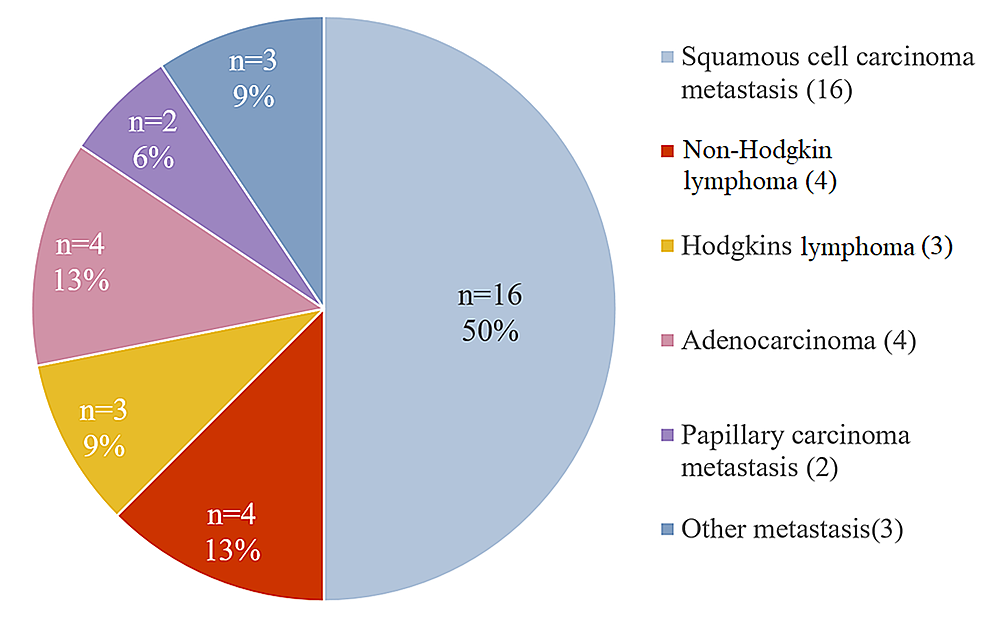 n=3
9%
n=2
6%
n=4
13%
n=3
9%
n=4
13%
n=16
50%
Squamous cell carcinoma
metastasis (16)
Non-Hodgkin
lymphoma (4)
Hodgkins lymphoma (3)
Adenocarcinoma (4)
Papillary carcinoma
metastasis (2)
Other metastasis(3)